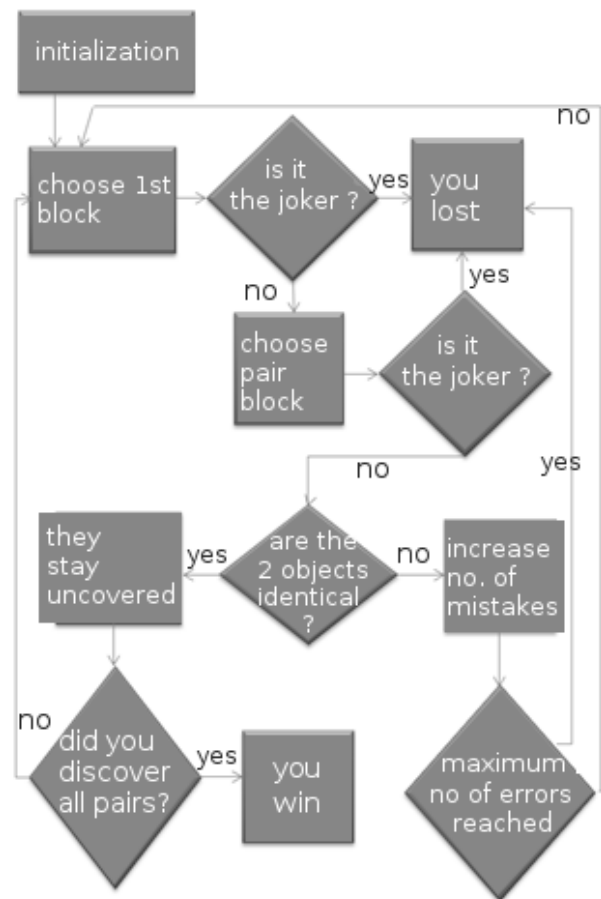 initialization
no
choose 1st
block
is it
the joker ?
yes
you
lost
no
yes
choose
pair
block
is it
the joker ?
no
yes
they
stay
uncovered
yes
are the
2 objects
identical
?
no
increase
no. of
mistakes
no
did you
discover
all pairs?
yes
you
win
maximum
no of errors
reached